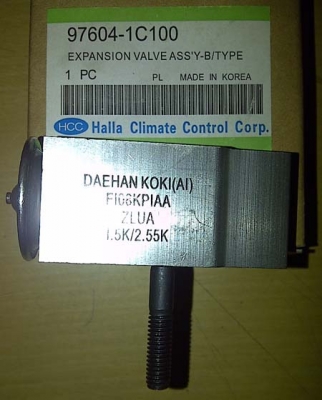 97604-1C100
EXPANSION VALVE ASS'Y-B/TYPE
1 PC PL MADE IN KOREA
HCC Halla Climate Control Corp.
DAEHAN KOKI(AI)
FI08KPIAA
ZLUA
1.5K/2.55K